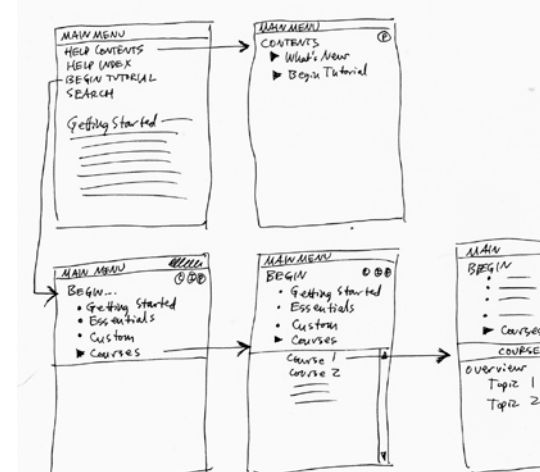 MAIN MENU
HELP CONTENTS
HELP INDEX
BEGIN TUTORIAL
SEARCH
Getting Started
MAIN MENU
P
CONTENTS
▶ What's New
▶ Begin Tutorial
MAIN MENU
BEGIN...
• Getting Started
• Essentials
• Custom
▶ Courses
MAIN MENU
BEGIN
• Getting Started
• Essentials
• Custom
▶ Courses
Course 1
Course 2
MAIN
BEGIN
▶ Courses
COURSE
Overview
Topic 1
Topic 2